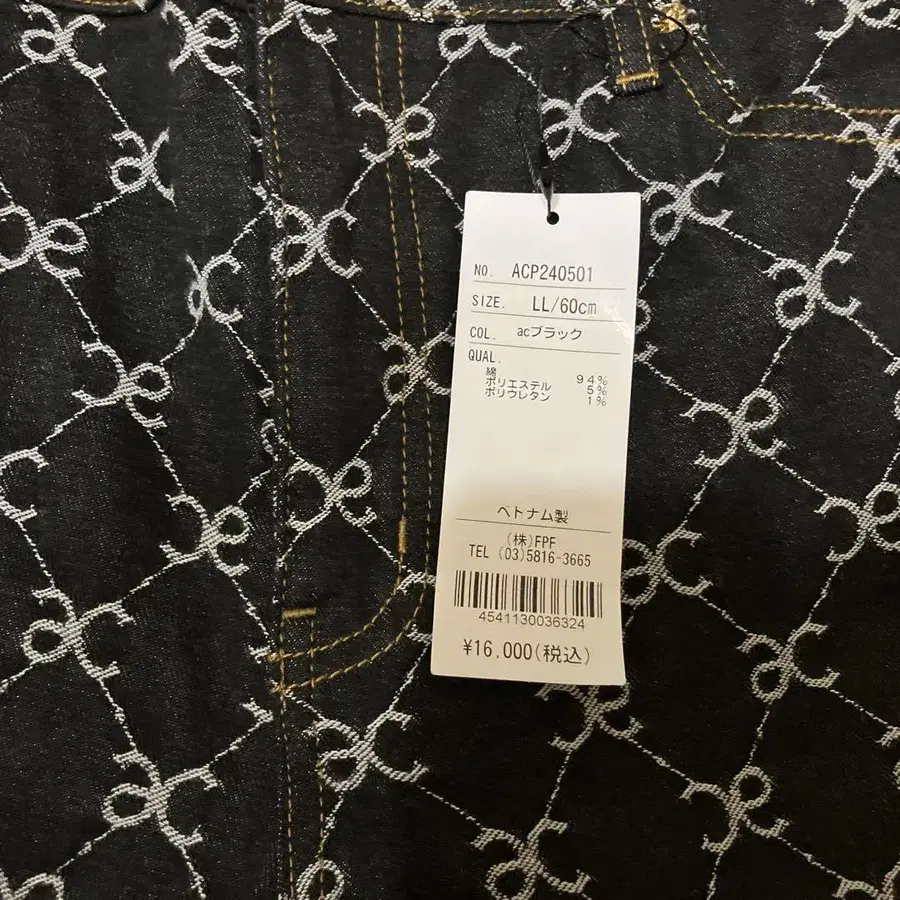 NO. ACP240501
SIZE. LL/60cm
COL. acブラック
QUAL.
綿 94%
ポリエステル 5%
ポリウレタン 1%
ベトナム製
(株)FPF
TEL (03)5816-3665
4541130036324
¥16,000(税込)